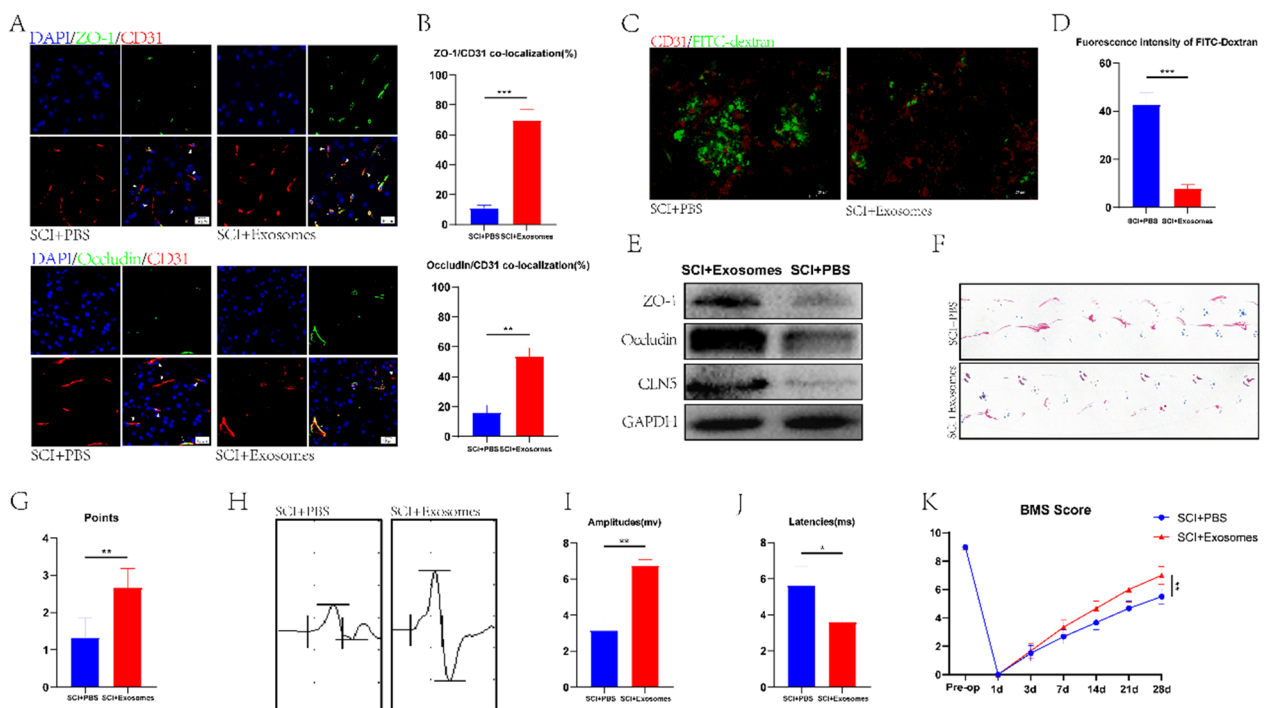 A
DAPI/ZO-1/CD31
SCI+PBS
SCI+Exosomes
DAPI/Occludin/CD31
SCI+PBS
SCI+Exosomes
B
ZO-1/CD31 co-localization(%)
100
80
60
40
20
0
***
SCI+PBS SCI+Exosomes
Occludin/CD31 co-localization(%)
100
80
60
40
20
0
**
SCI+PBS SCI+Exosomes
C
CD31/FITC-dextran
SCI+PBS
SCI+Exosomes
D
Fuorescence Intensity of FITC-Dextran
60
40
20
0
***
SCI+PBS SCI+Exosomes
E
SCI+Exosomes SCI+PBS
ZO-1
Occludin
CLN5
GAPDH
F
SCI+PBS
SCI+Exosomes
G
Points
4
3
2
1
0
**
SCI+PBS SCI+Exosomes
H
SCI+PBS
SCI+Exosomes
I
Amplitudes(mv)
8
6
4
2
0
**
SCI+PBS SCI+Exosomes
J
Latencies(ms)
8
6
4
2
0
*
SCI+PBS SCI+Exosomes
K
BMS Score
10
8
6
4
2
0
Pre-op 1d 3d 7d 14d 21d 28d
SCI+PBS
SCI+Exosomes
**